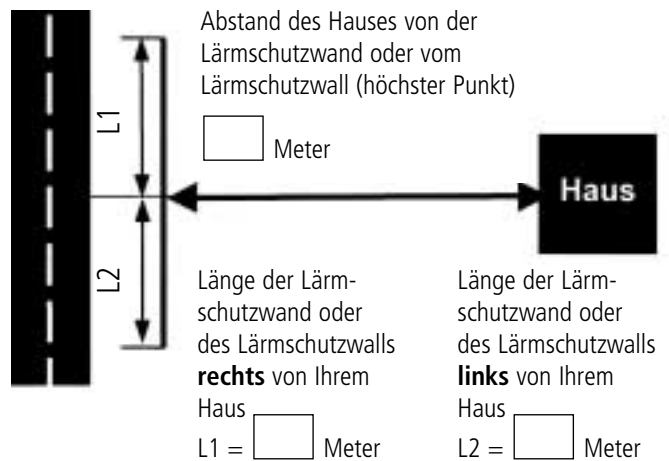 Abstand des Hauses von der
Lärmschutzwand oder vom
Lärmschutzwall (höchster Punkt)
Meter
L1
Haus
L2
Länge der Lärm-
schutzwand oder
des Lärmschutzwalls
rechts von Ihrem
Haus
L1 = Meter
Länge der Lärm-
schutzwand oder
des Lärmschutzwalls
links von Ihrem
Haus
L2 = Meter